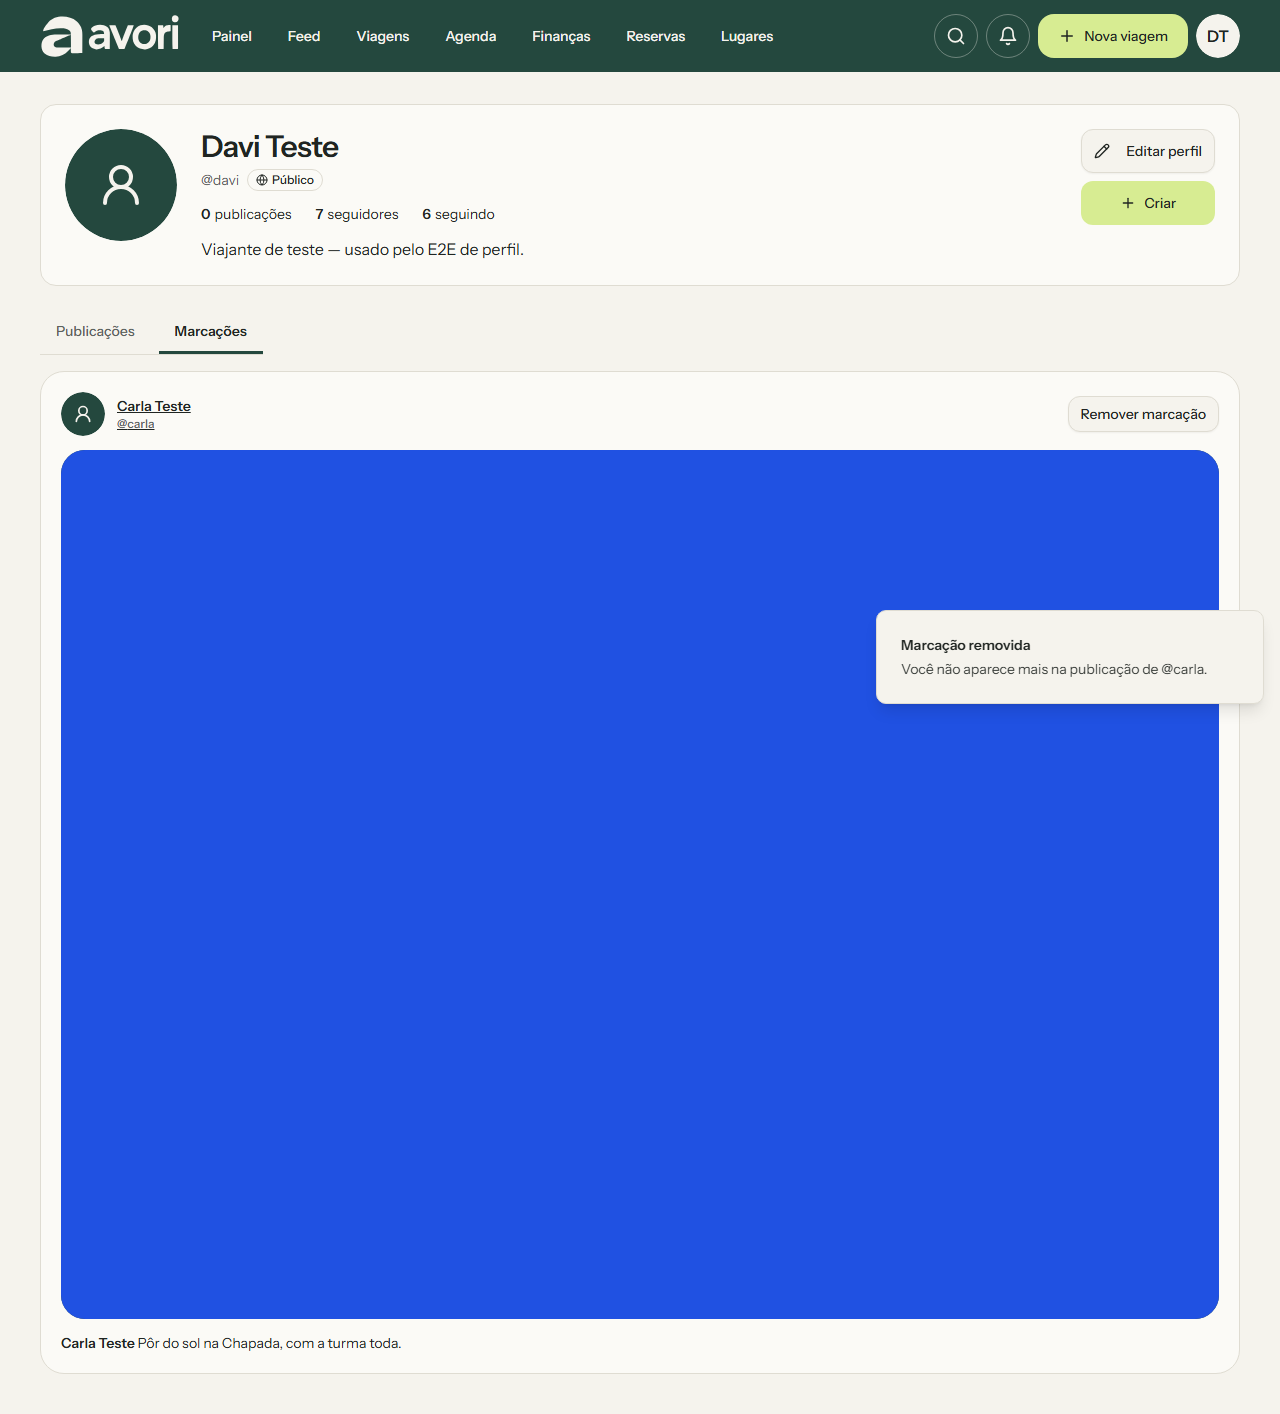 a avori
Painel
Feed
Viagens
Agenda
Finanças
Reservas
Lugares
Nova viagem
DT
Davi Teste
@davi
Público
0 publicações
7 seguidores
6 seguindo
Viajante de teste — usado pelo E2E de perfil.
Editar perfil
Criar
Publicações
Marcações
Carla Teste
@carla
Remover marcação
Marcação removida
Você não aparece mais na publicação de @carla.
Carla Teste Pôr do sol na Chapada, com a turma toda.